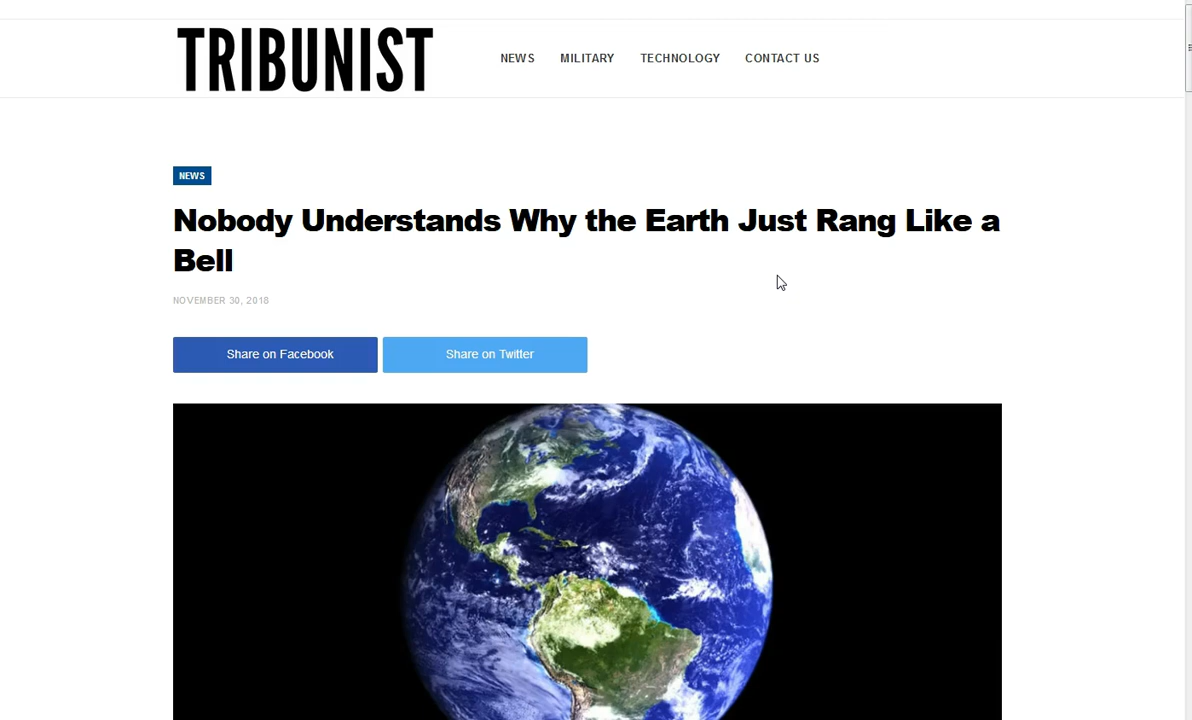 TRIBUNIST
NEWS MILITARY TECHNOLOGY CONTACT US
NEWS
Nobody Understands Why the Earth Just Rang Like a
Bell
NOVEMBER 30, 2018
Share on Facebook Share on Twitter